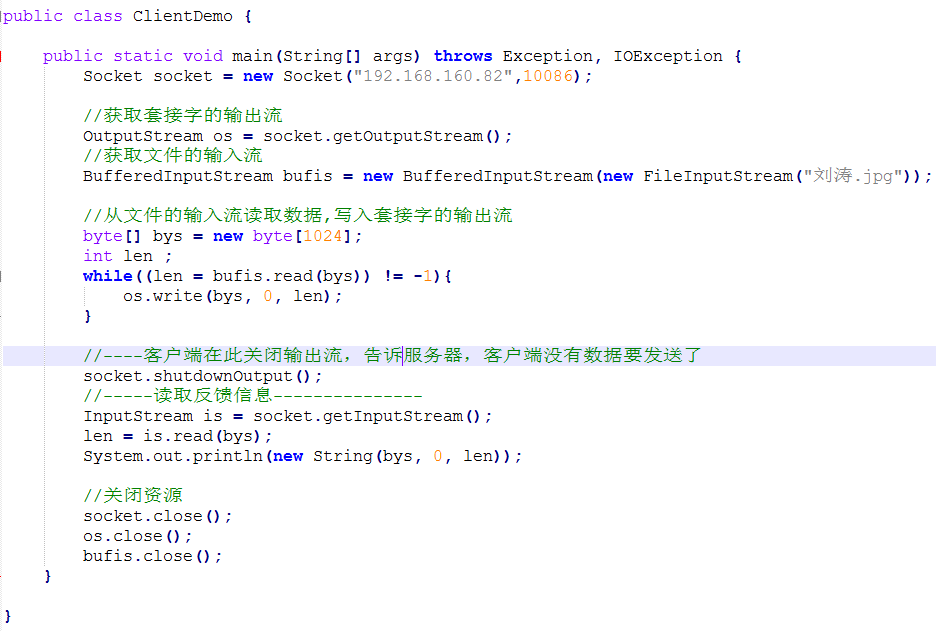 public class ClientDemo {
public static void main(String[] args) throws Exception, IOException {
Socket socket = new Socket("192.168.160.82",10086);
//获取套接字的输出流
OutputStream os = socket.getOutputStream();
//获取文件的输入流
BufferedInputStream bufis = new BufferedInputStream(new FileInputStream("刘涛.jpg"));
//从文件的输入流读取数据,写入套接字的输出流
byte[] bys = new byte[1024];
int len ;
while((len = bufis.read(bys)) != -1){
os.write(bys, 0, len);
}
//----客户端在此关闭输出流，告诉服务器，客户端没有数据要发送了
socket.shutdownOutput();
//-----读取反馈信息---------------
InputStream is = socket.getInputStream();
len = is.read(bys);
System.out.println(new String(bys, 0, len));
//关闭资源
socket.close();
os.close();
bufis.close();
}
}